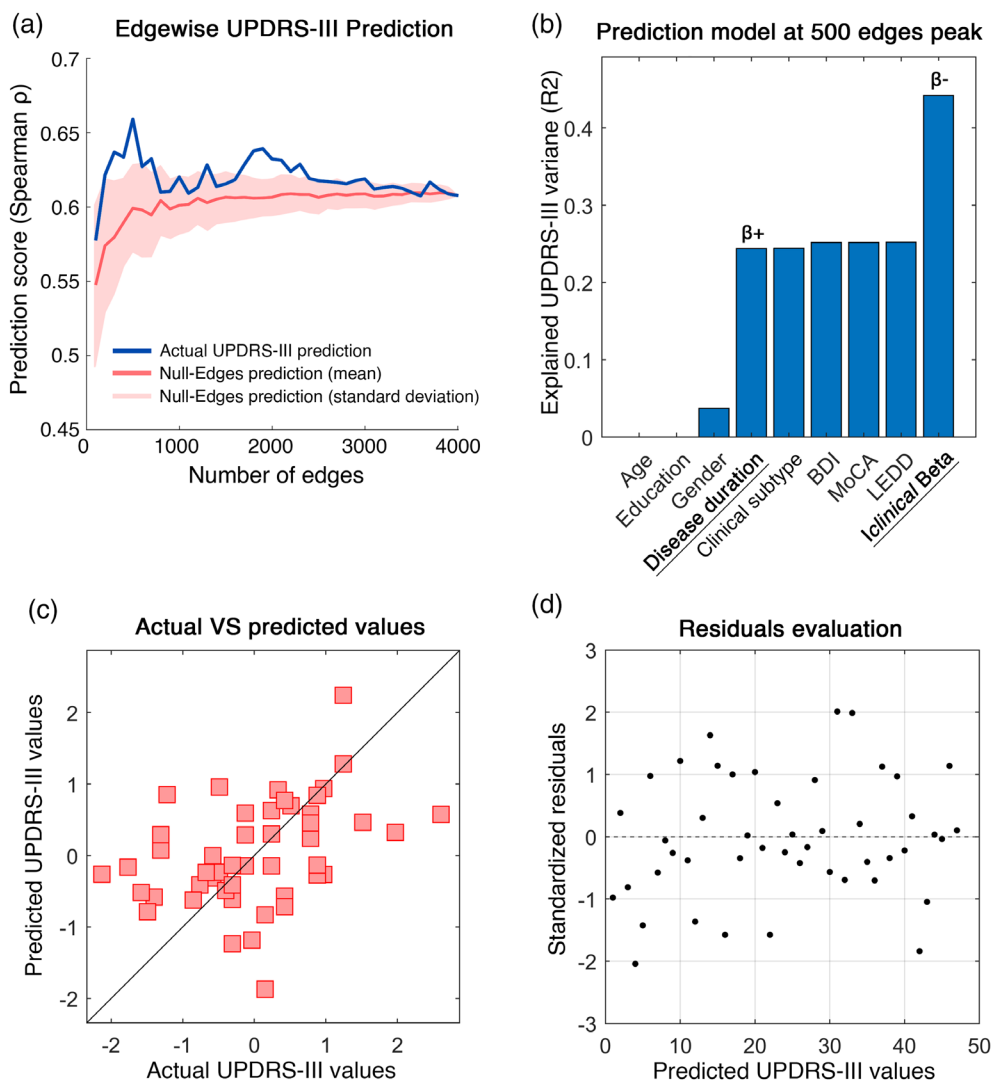 (a)
Edgewise UPDRS-III Prediction
Prediction score (Spearman ρ)
0.7
0.65
0.6
0.55
0.5
0.45
Actual UPDRS-III prediction
Null-Edges prediction (mean)
Null-Edges prediction (standard deviation)
0
1000
2000
3000
4000
Number of edges
(b)
Prediction model at 500 edges peak
Explained UPDRS-III variane (R2)
0.4
0.3
0.2
0.1
0
β+
β-
Age
Education
Gender
Disease duration
Clinical subtype
BDI
MoCA
LEDD
Iclinical Beta
(c)
Actual VS predicted values
Predicted UPDRS-III values
2
1
0
-1
-2
-2
-1
0
1
2
Actual UPDRS-III values
(d)
Residuals evaluation
Standardized residuals
3
2
1
0
-1
-2
-3
0
10
20
30
40
50
Predicted UPDRS-III values